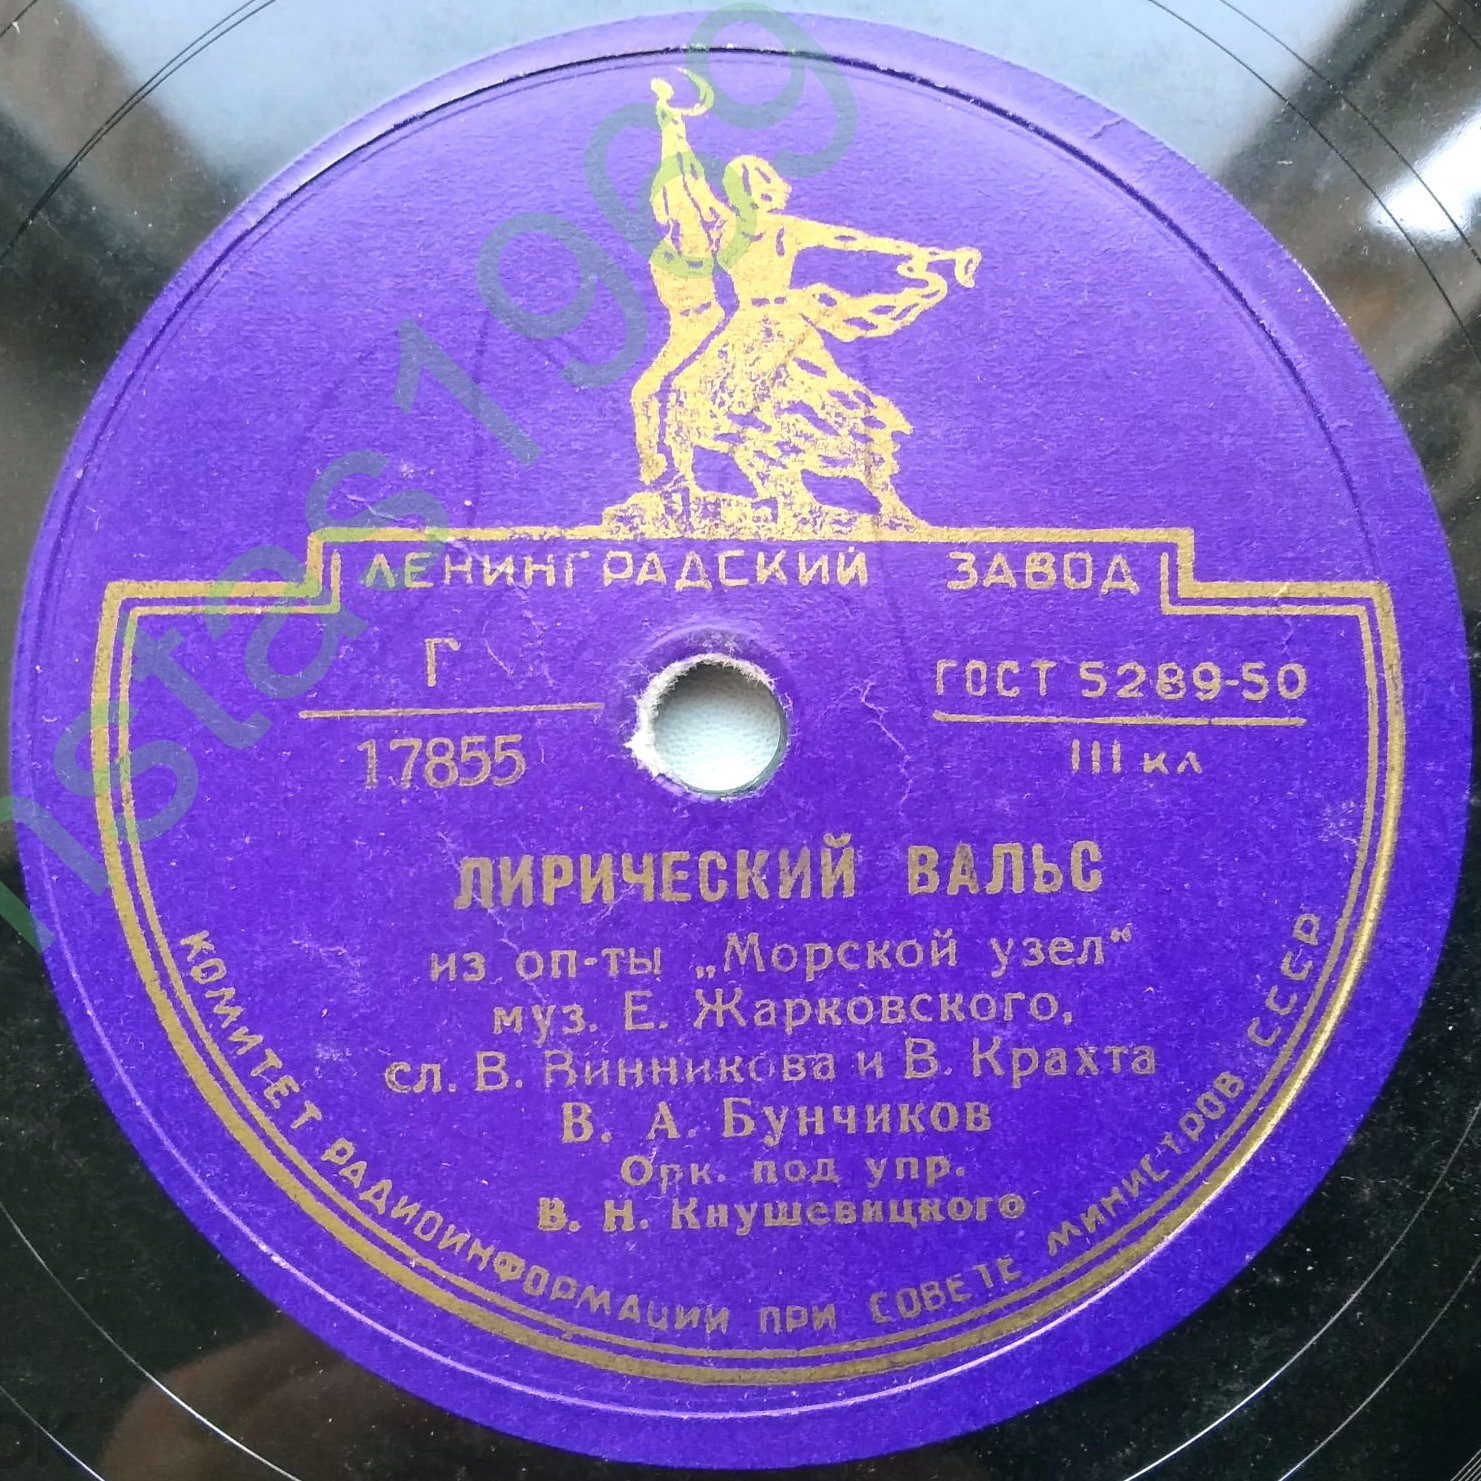 ЛЕНИНГРАДСКИЙ ЗАВОД
Г
17855
ГОСТ 5289-50
III кл
ЛИРИЧЕСКИЙ ВАЛЬС
из оп-ты „Морской узел“
муз. Е. Жарковского,
сл. В. Винникова и В. Крахта
В. А. Бунчиков
Орк. под упр.
В. Н. Кнушевицкого
КОМИТЕТ РАДИОИНФОРМАЦИИ ПРИ СОВЕТЕ МИНИСТРОВ СССР
nstas1969